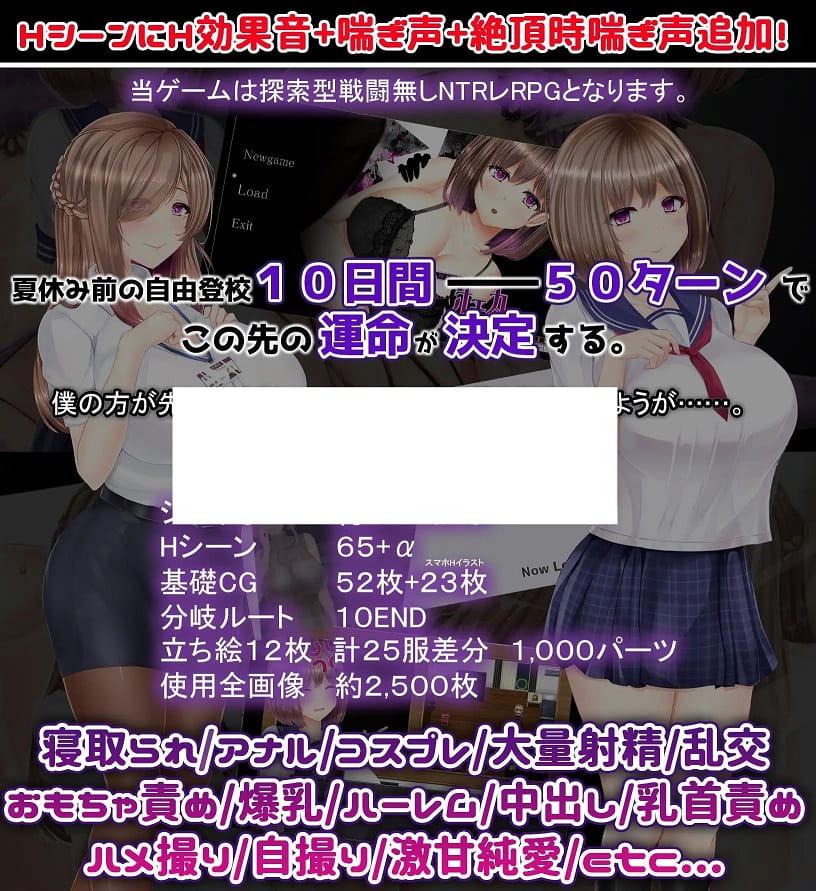 HシーンにH効果音+喘ぎ声+絶頂時喘ぎ声追加!
当ゲームは探索型戦闘無しNTRレRPGとなります。
Newgame
Load
Exit
夏休み前の自由登校10日間――50ターンで
この先の運命が決定する。
僕の方が先
ようが……。
Hシーン 65+α
スマホHイラスト
基礎CG 52枚+23枚
Now Lo
分岐ルート 10END
立ち絵12枚 計25服差分 1,000パーツ
使用全画像 約2,500枚
寝取られ/アナル/コスプレ/大量射精/乱交
おもちゃ責め/爆乳/ハーレム/中出し/乳首責め
ハメ撮り/自撮り/激甘純愛/etc...